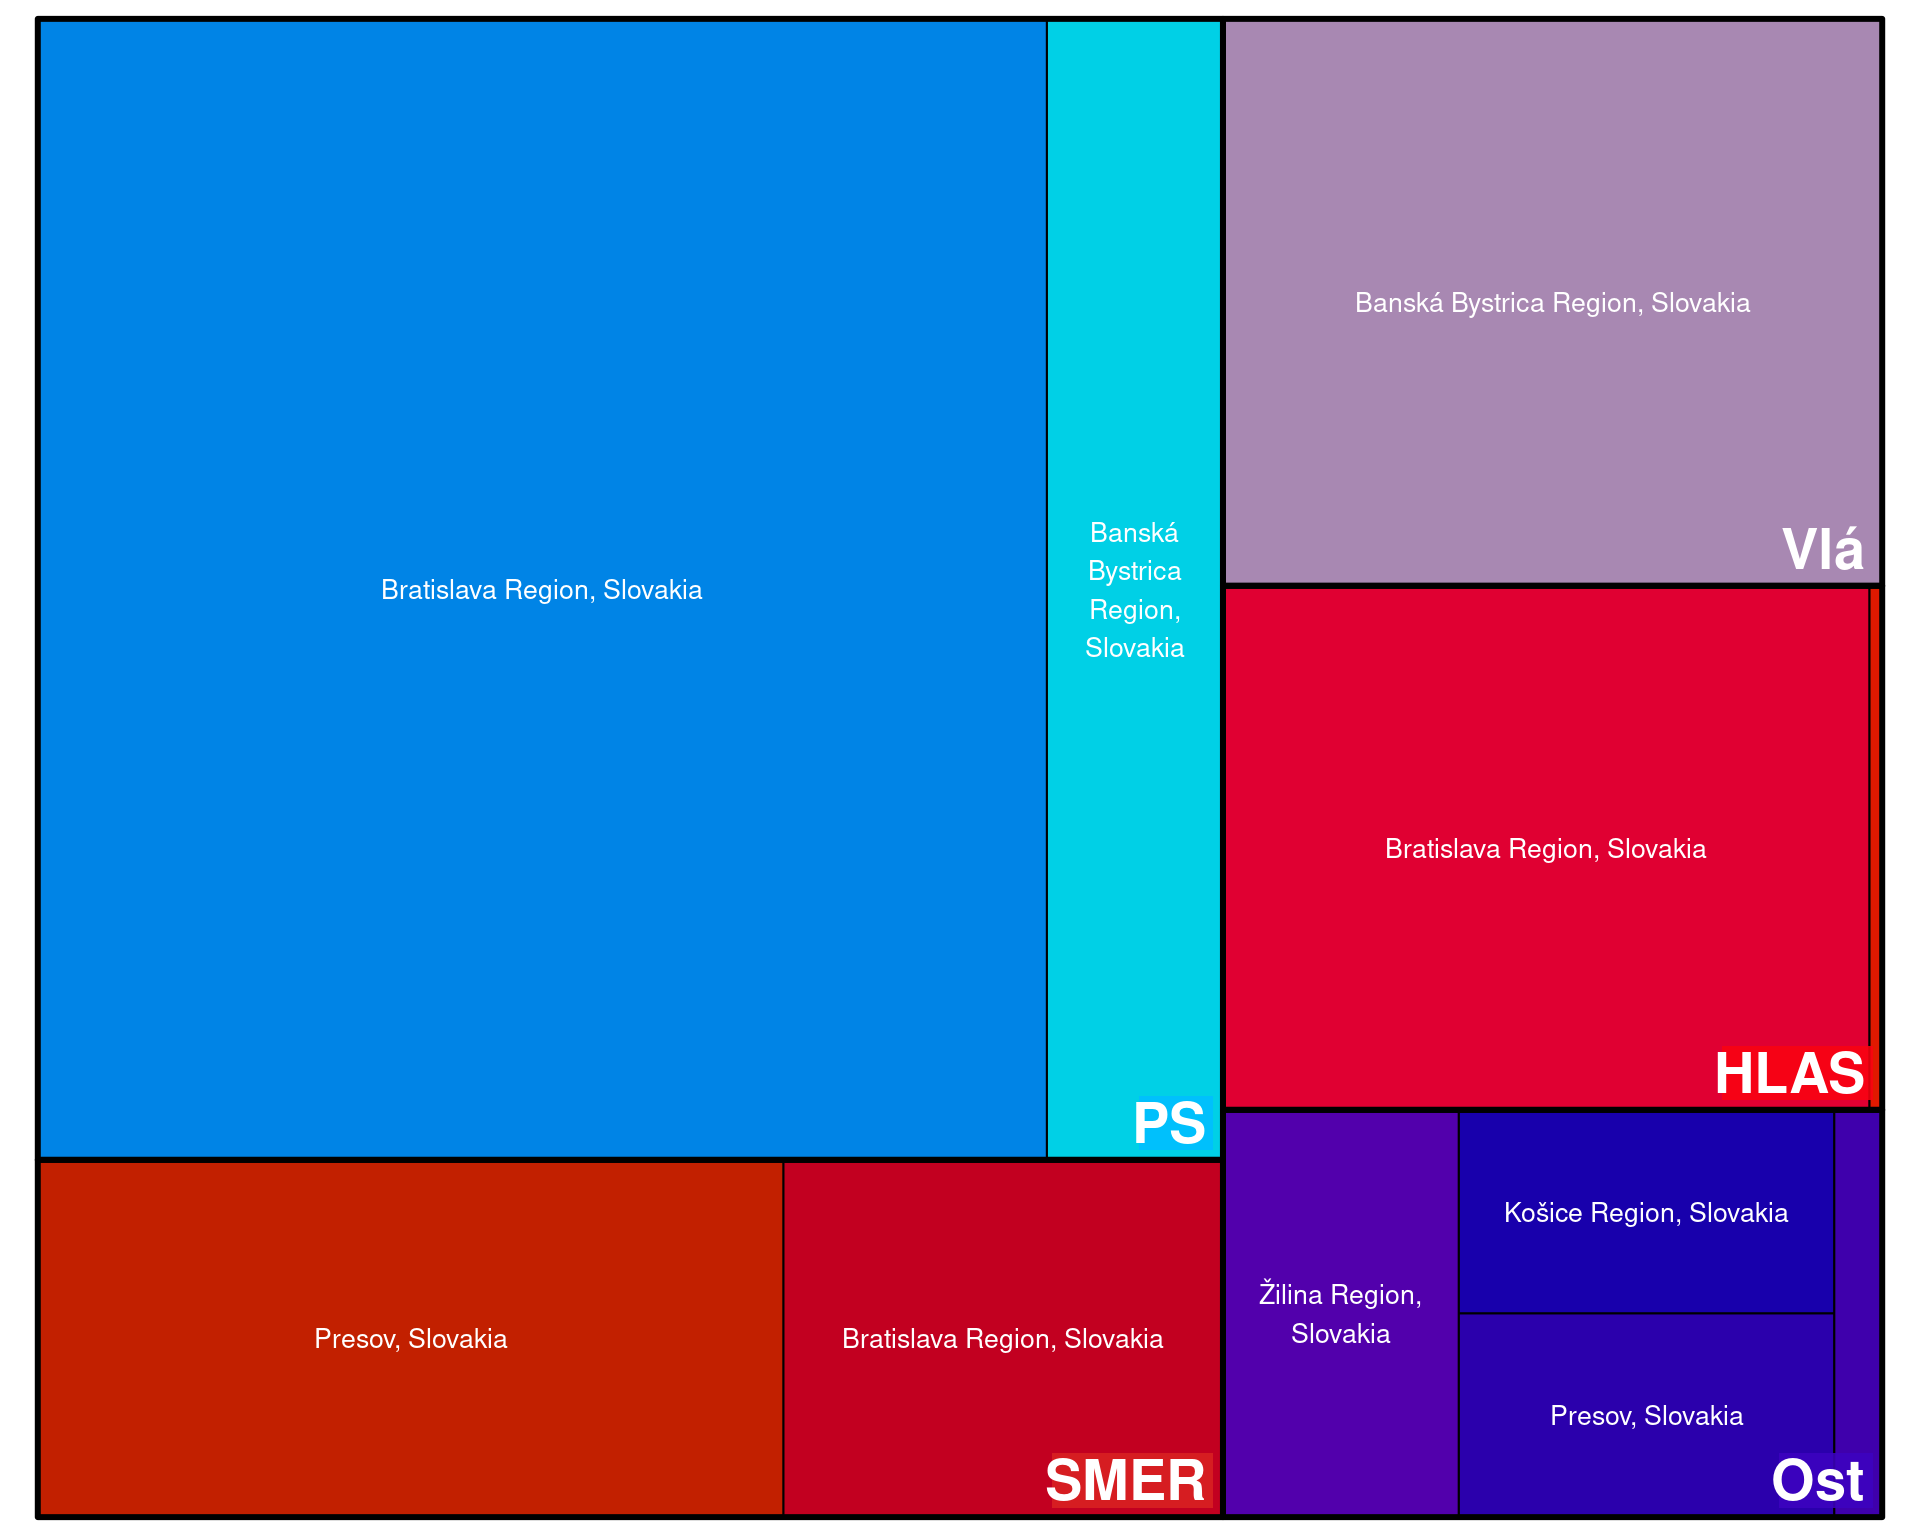 Bratislava Region, Slovakia
Banská
Bystrica
Region,
Slovakia
PS
Banská Bystrica Region, Slovakia
Vlá
Bratislava Region, Slovakia
HLAS
Presov, Slovakia
Bratislava Region, Slovakia
SMER
Žilina Region,
Slovakia
Košice Region, Slovakia
Presov, Slovakia
Ost